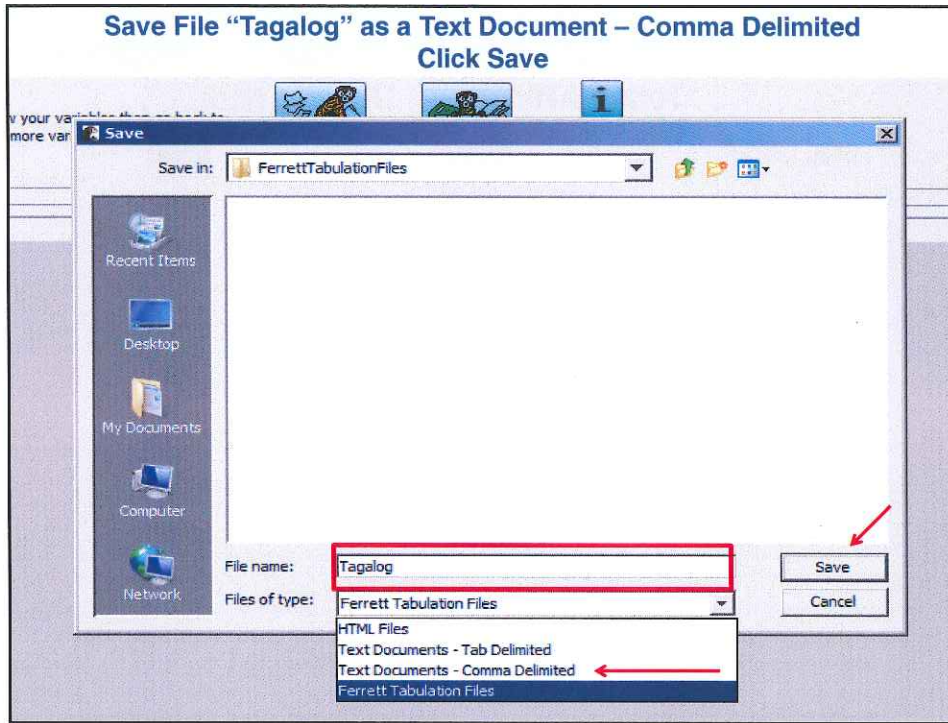 Save File “Tagalog” as a Text Document – Comma Delimited
Click Save
more var
Save
Save in:
FerrettTabulationFiles
Recent Items
Desktop
My Documents
Computer
Network
File name:
Tagalog
Save
Files of type:
Ferrett Tabulation Files
Cancel
HTML Files
Text Documents - Tab Delimited
Text Documents - Comma Delimited
Ferrett Tabulation Files